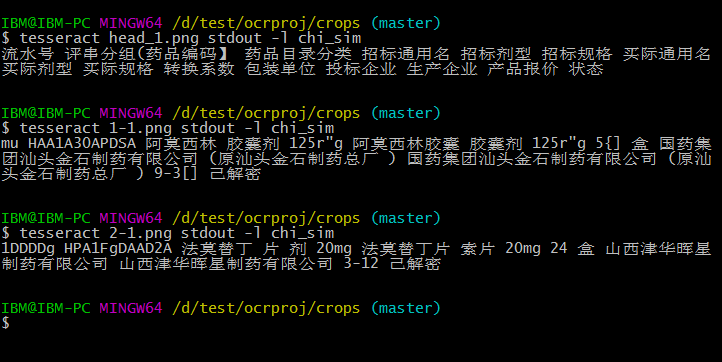 IBM@IBM-PC MINGW64 /d/test/ocrproj/crops (master)
$ tesseract head_1.png stdout -l chi_sim
流水号 评串分组(药品编码】 药品目录分类 招标通用名 招标剂型 招标规格 买际通用名
买际剂型 买际规格 转换系数 包装单位 投标企业 生产企业 产品报价 状态
IBM@IBM-PC MINGW64 /d/test/ocrproj/crops (master)
$ tesseract 1-1.png stdout -l chi_sim
mu HAA1A3OAPDSA 阿莫西林 胶囊剂 125r"g 阿莫西林胶囊 胶囊剂 125r"g 5{] 盒 国药集
团汕头金石制药有限公司 (原汕头金石制药总厂 ) 国药集团汕头金石制药有限公司 (原汕
头金石制药总厂 ) 9-3[] 己解密
IBM@IBM-PC MINGW64 /d/test/ocrproj/crops (master)
$ tesseract 2-1.png stdout -l chi_sim
1DDDDg HPA1FgDAAD2A 法莫替丁 片 剂 20mg 法莫替丁片 索片 20mg 24 盒 山西津华晖星
制药有限公司 山西津华晖星制药有限公司 3-12 己解密
IBM@IBM-PC MINGW64 /d/test/ocrproj/crops (master)
$